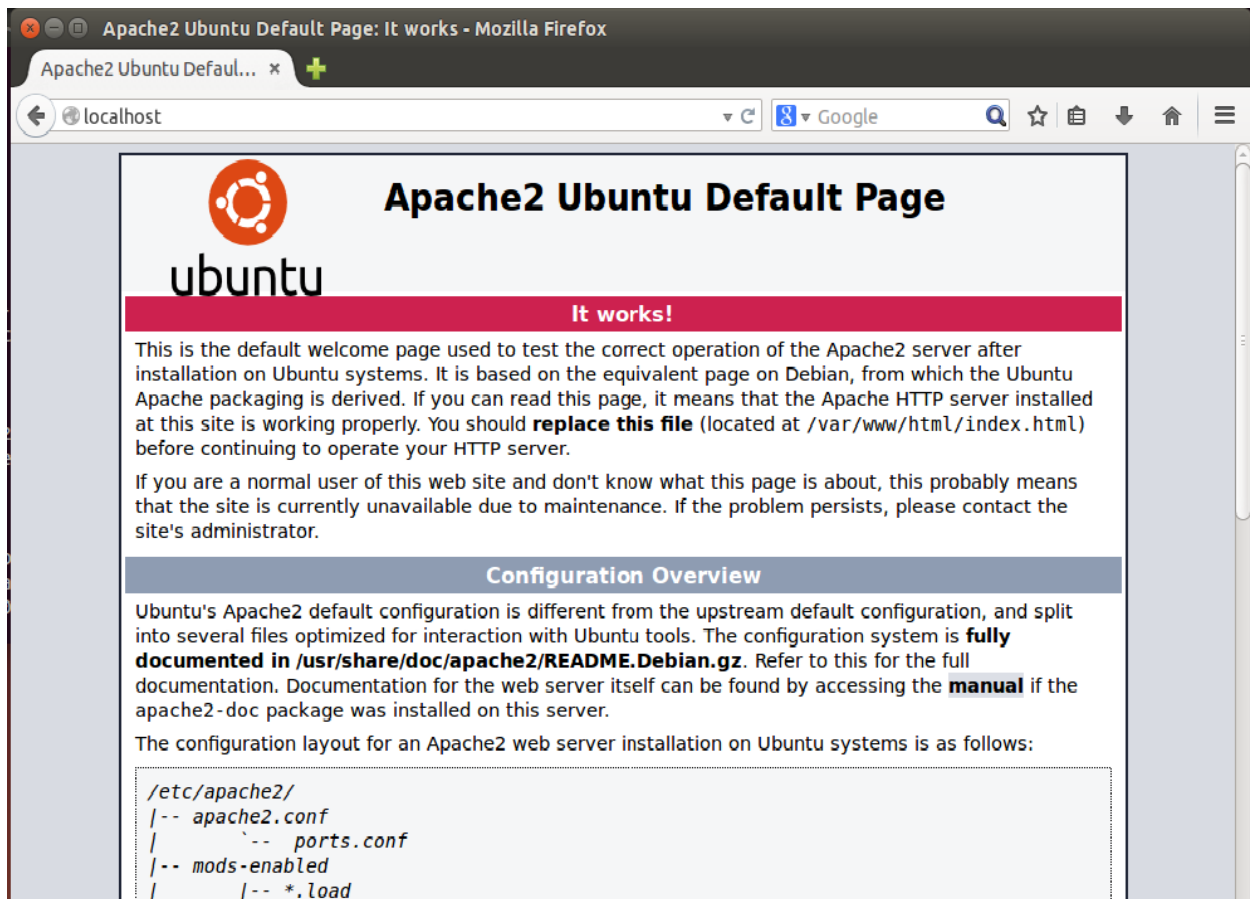 Apache2 Ubuntu Default Page: It works - Mozilla Firefox
Apache2 Ubuntu Defaul...
localhost
Google
Apache2 Ubuntu Default Page
ubuntu
It works!
This is the default welcome page used to test the correct operation of the Apache2 server after
installation on Ubuntu systems. It is based on the equivalent page on Debian, from which the Ubuntu
Apache packaging is derived. If you can read this page, it means that the Apache HTTP server installed
at this site is working properly. You should replace this file (located at /var/www/html/index.html)
before continuing to operate your HTTP server.
If you are a normal user of this web site and don't know what this page is about, this probably means
that the site is currently unavailable due to maintenance. If the problem persists, please contact the
site's administrator.
Configuration Overview
Ubuntu's Apache2 default configuration is different from the upstream default configuration, and split
into several files optimized for interaction with Ubuntu tools. The configuration system is fully
documented in /usr/share/doc/apache2/README.Debian.gz. Refer to this for the full
documentation. Documentation for the web server itself can be found by accessing the manual if the
apache2-doc package was installed on this server.
The configuration layout for an Apache2 web server installation on Ubuntu systems is as follows:
/etc/apache2/
|-- apache2.conf
|       `--  ports.conf
|-- mods-enabled
|       |-- *.load